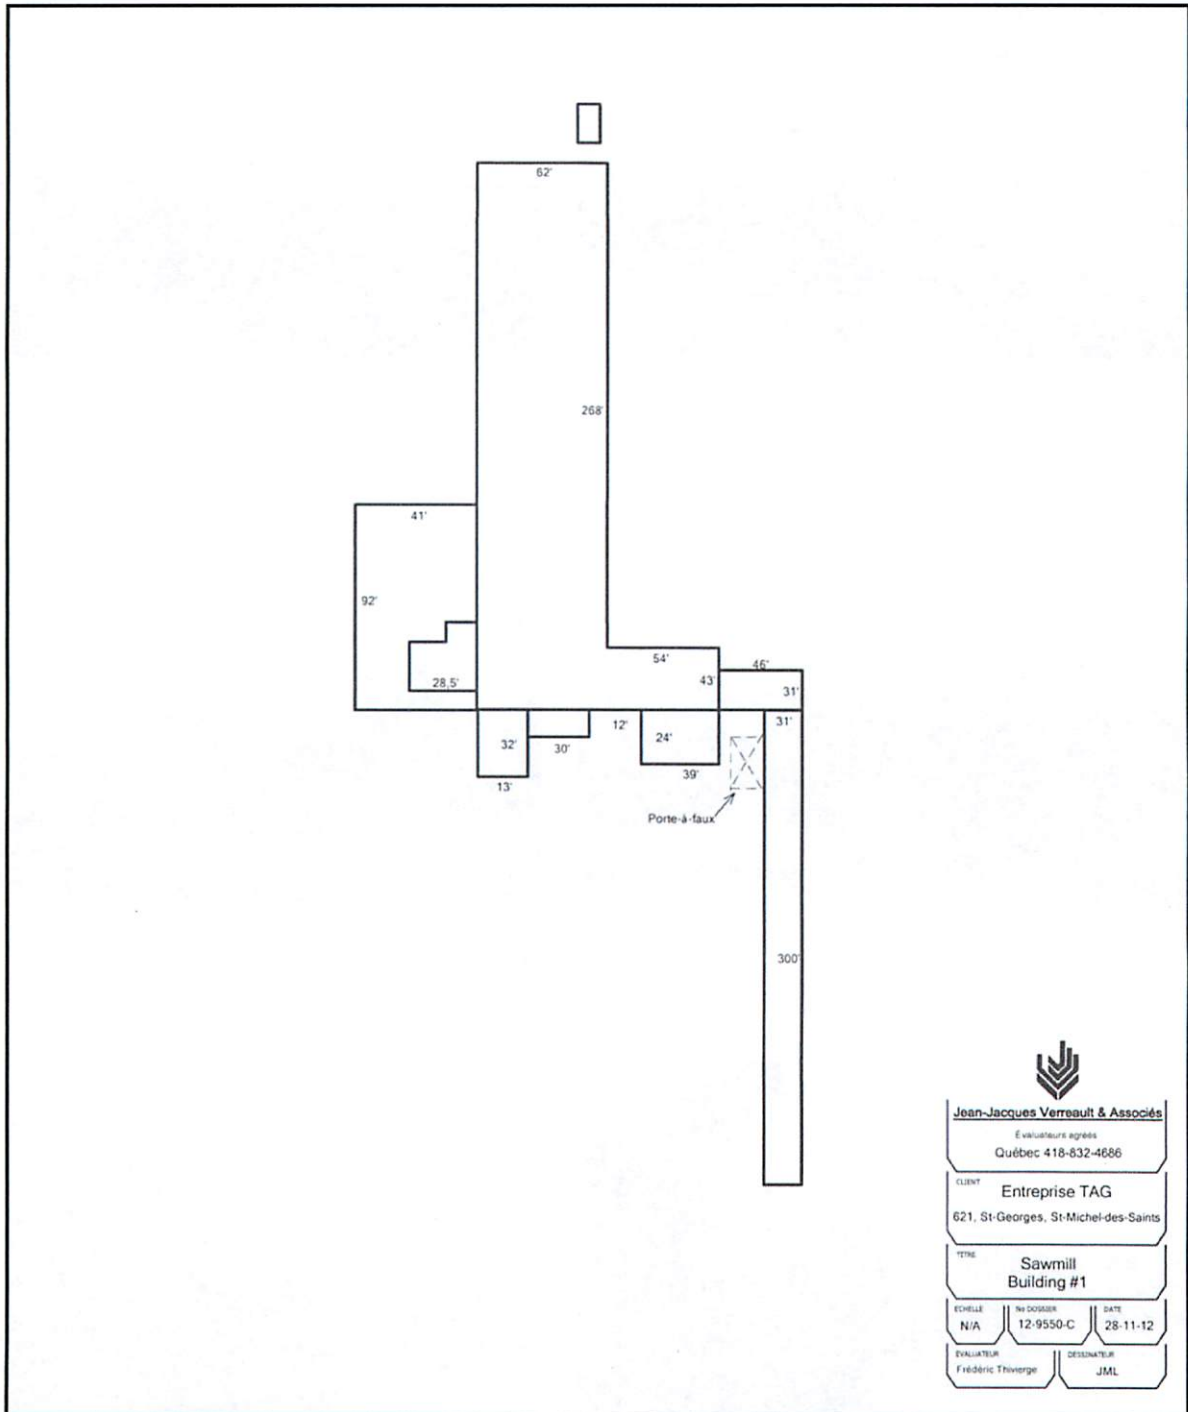 62'
268'
41'
92'
28,5'
54'
43'
46'
31'
31'
32'
13'
30'
12'
24'
39'
Porte-à-faux
300'
Jean-Jacques Verreault & Associés
Évaluateurs agréés
Québec 418-832-4686
CLIENT
Entreprise TAG
621, St-Georges, St-Michel-des-Saints
TITRE
Sawmill
Building #1
ECHELLE
N/A
No DOSSIER
12-9550-C
DATE
28-11-12
EVALUATEUR
Frédéric Thivierge
DESSINATEUR
JML